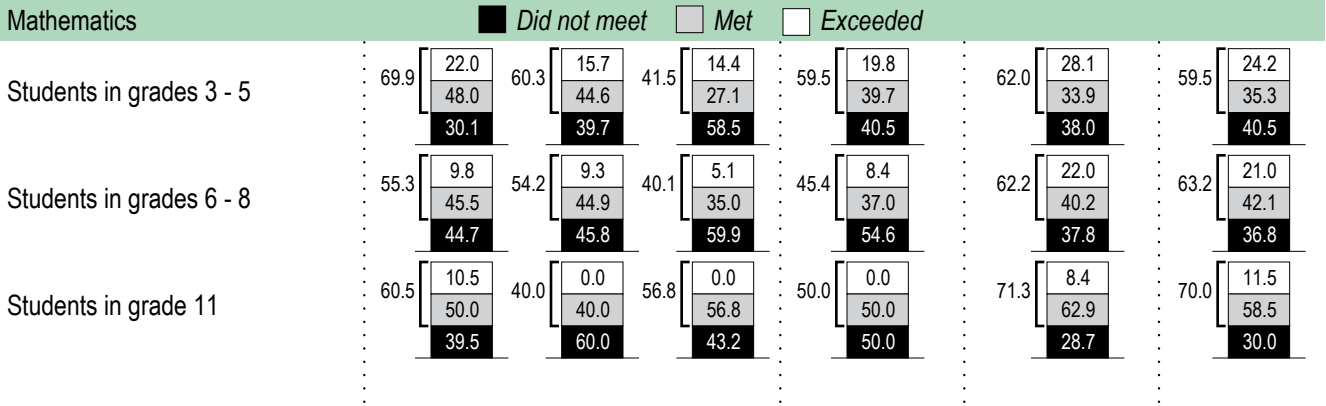 Mathematics Did not meet Met Exceeded
22.0 15.7 14.4 19.8 28.1 24.2
69.9 60.3 41.5 59.5 62.0 59.5
Students in grades 3 - 5 48.0 44.6 27.1 39.7 33.9 35.3
30.1 39.7 58.5 40.5 38.0 40.5
9.8 9.3 5.1 8.4 22.0 21.0
55.3 54.2 40.1 45.4 62.2 63.2
Students in grades 6 - 8 45.5 44.9 35.0 37.0 40.2 42.1
44.7 45.8 59.9 54.6 37.8 36.8
10.5 0.0 0.0 0.0 8.4 11.5
60.5 40.0 56.8 50.0 71.3 70.0
Students in grade 11 50.0 40.0 56.8 50.0 62.9 58.5
39.5 60.0 43.2 50.0 28.7 30.0